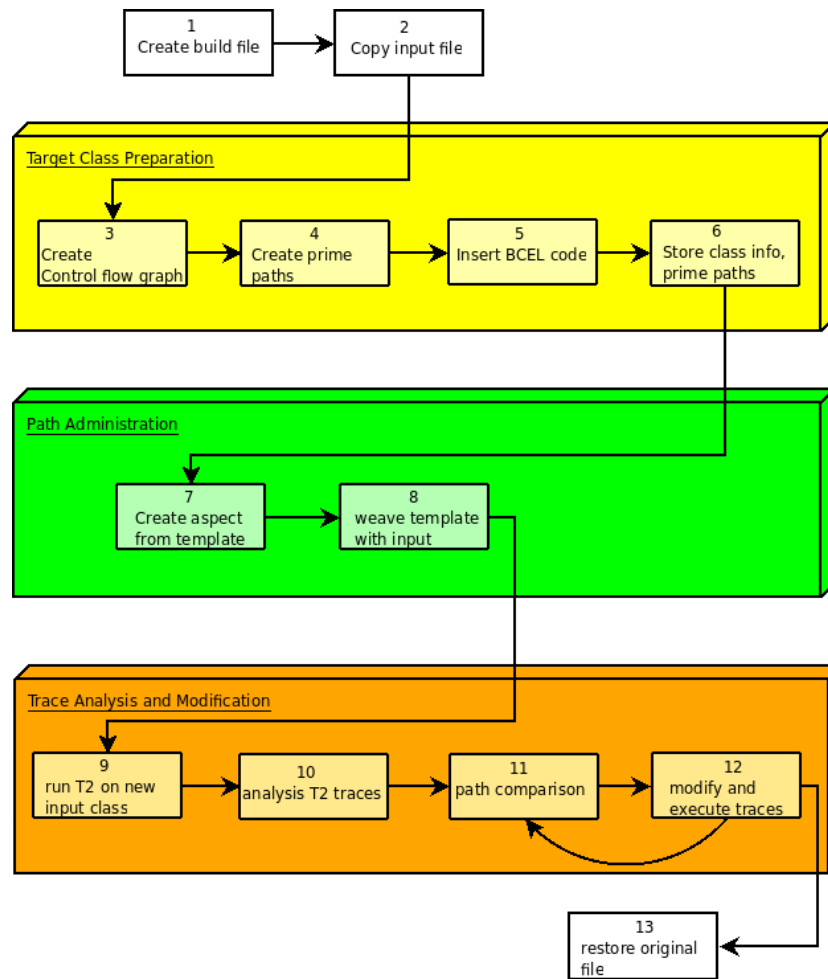 1
Create build file
2
Copy input file
Target Class Preparation
3
Create
Control flow graph
4
Create prime
paths
5
Insert BCEL code
6
Store class info,
prime paths
Path Administration
7
Create aspect
from template
8
weave template
with input
Trace Analysis and Modification
9
run T2 on new
input class
10
analysis T2 traces
11
path comparison
12
modify and
execute traces
13
restore original
file